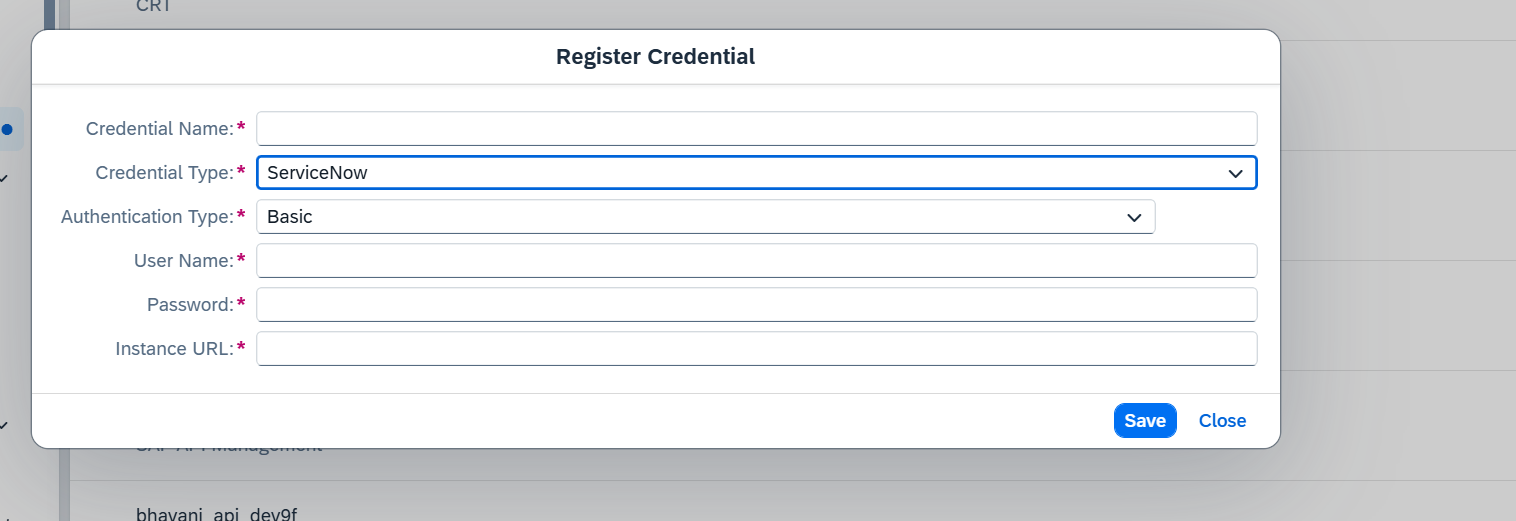 CRT
Register Credential
Credential Name:*
Credential Type:* ServiceNow
Authentication Type:* Basic
User Name:*
Password:*
Instance URL:*
Save Close
SAP API Management
bhavani_api_dev9f